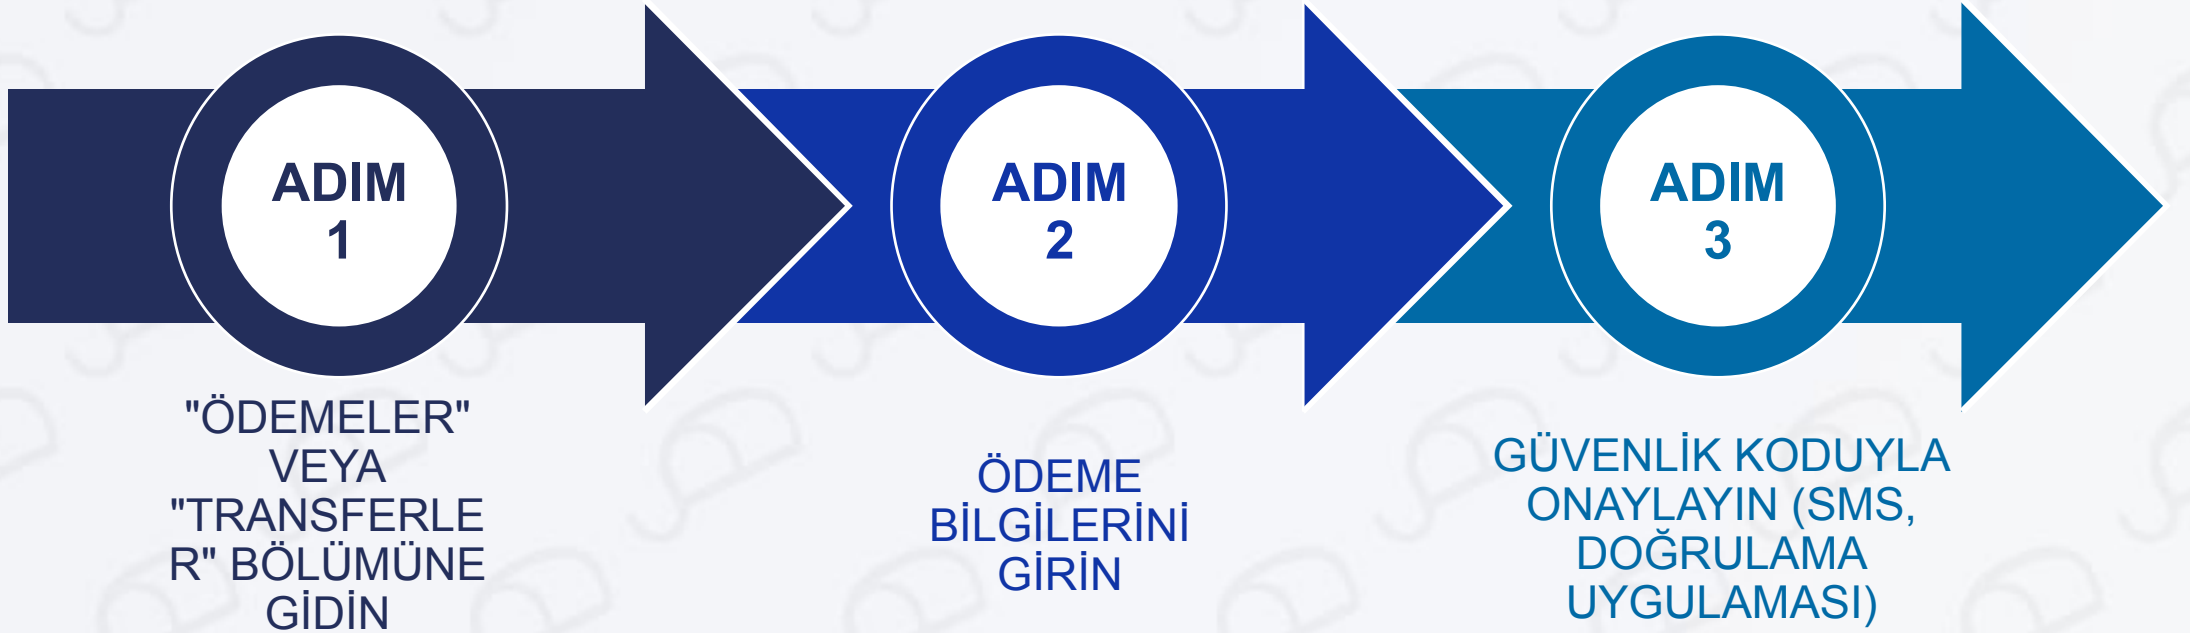 ADIM
1
"ÖDEMELER"
VEYA
"TRANSFERLE
R" BÖLÜMÜNE
GİDİN
ADIM
2
ÖDEME
BİLGİLERİNİ
GİRİN
ADIM
3
GÜVENLİK KODUYLA
ONAYLAYIN (SMS,
DOĞRULAMA
UYGULAMASI)